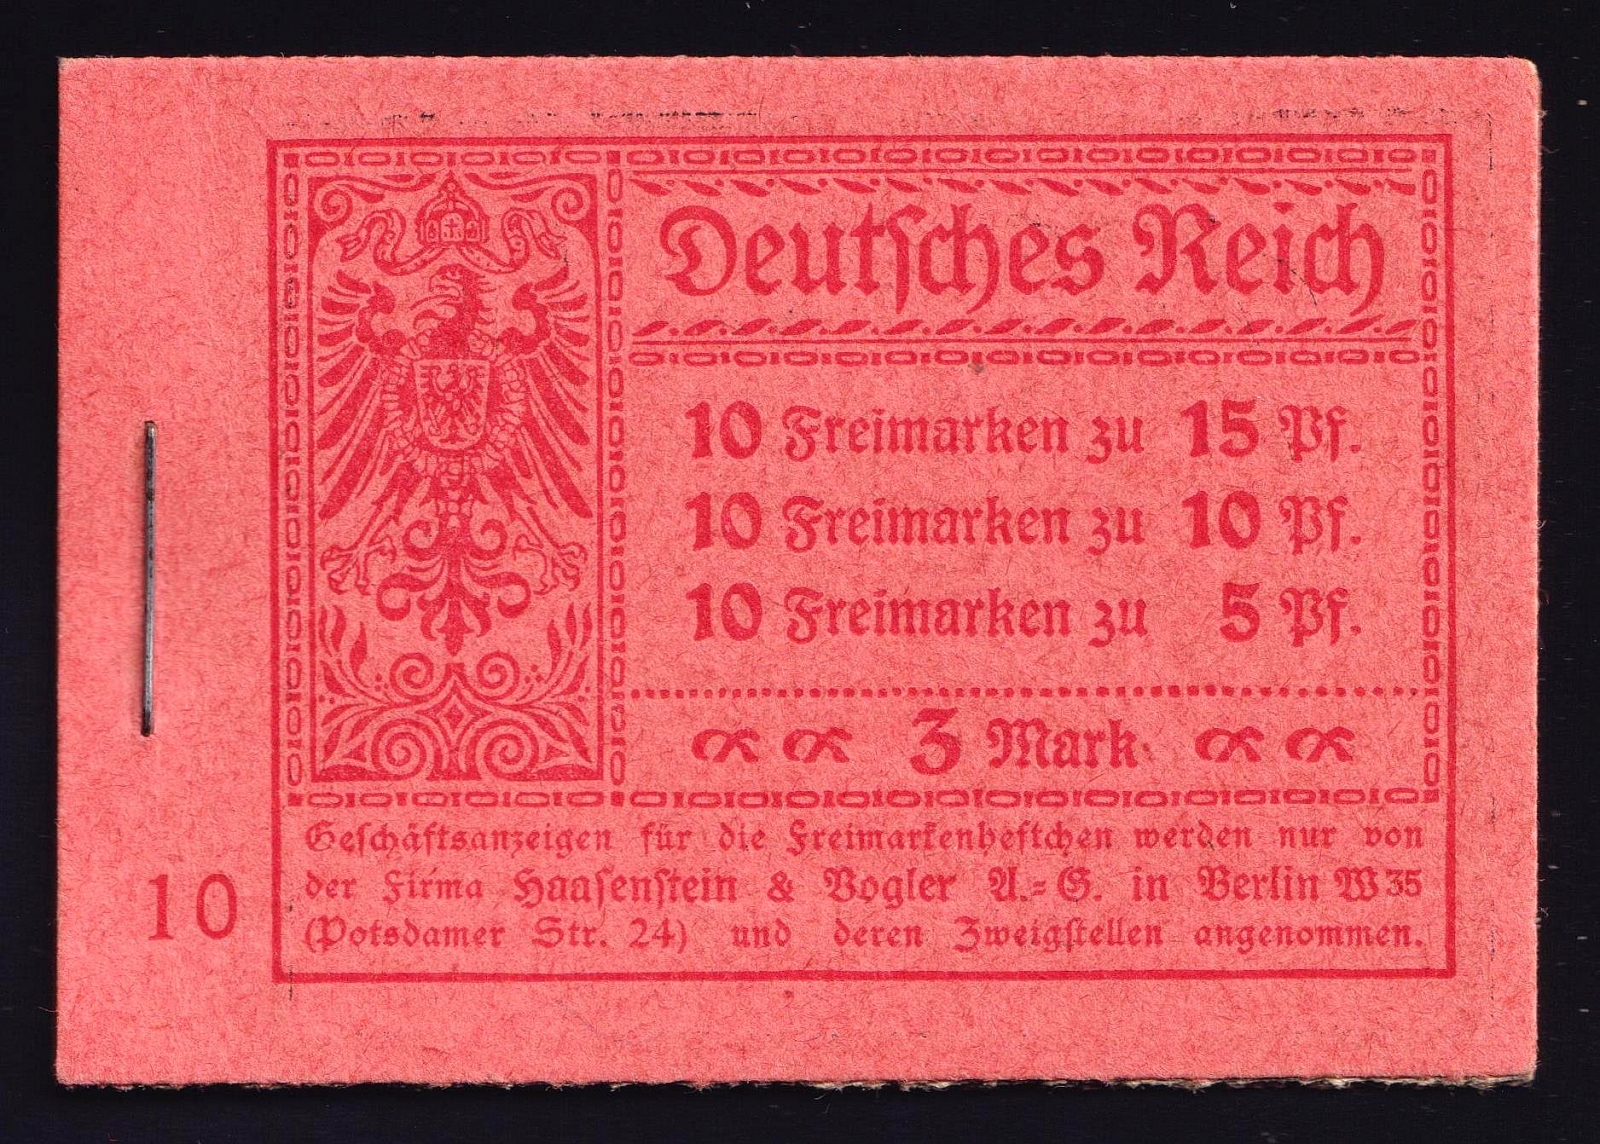 Deutsches Reich
10 Freimarken zu 15 Pf.
10 Freimarken zu 10 Pf.
10 Freimarken zu 5 Pf.
3 Mark
Geschäftsanzeigen für die Freimarkenheftchen werden nur von
der Firma Haasenstein & Vogler A.=G. in Berlin W 35
(Potsdamer Str. 24) und deren Zweigstellen angenommen.
10